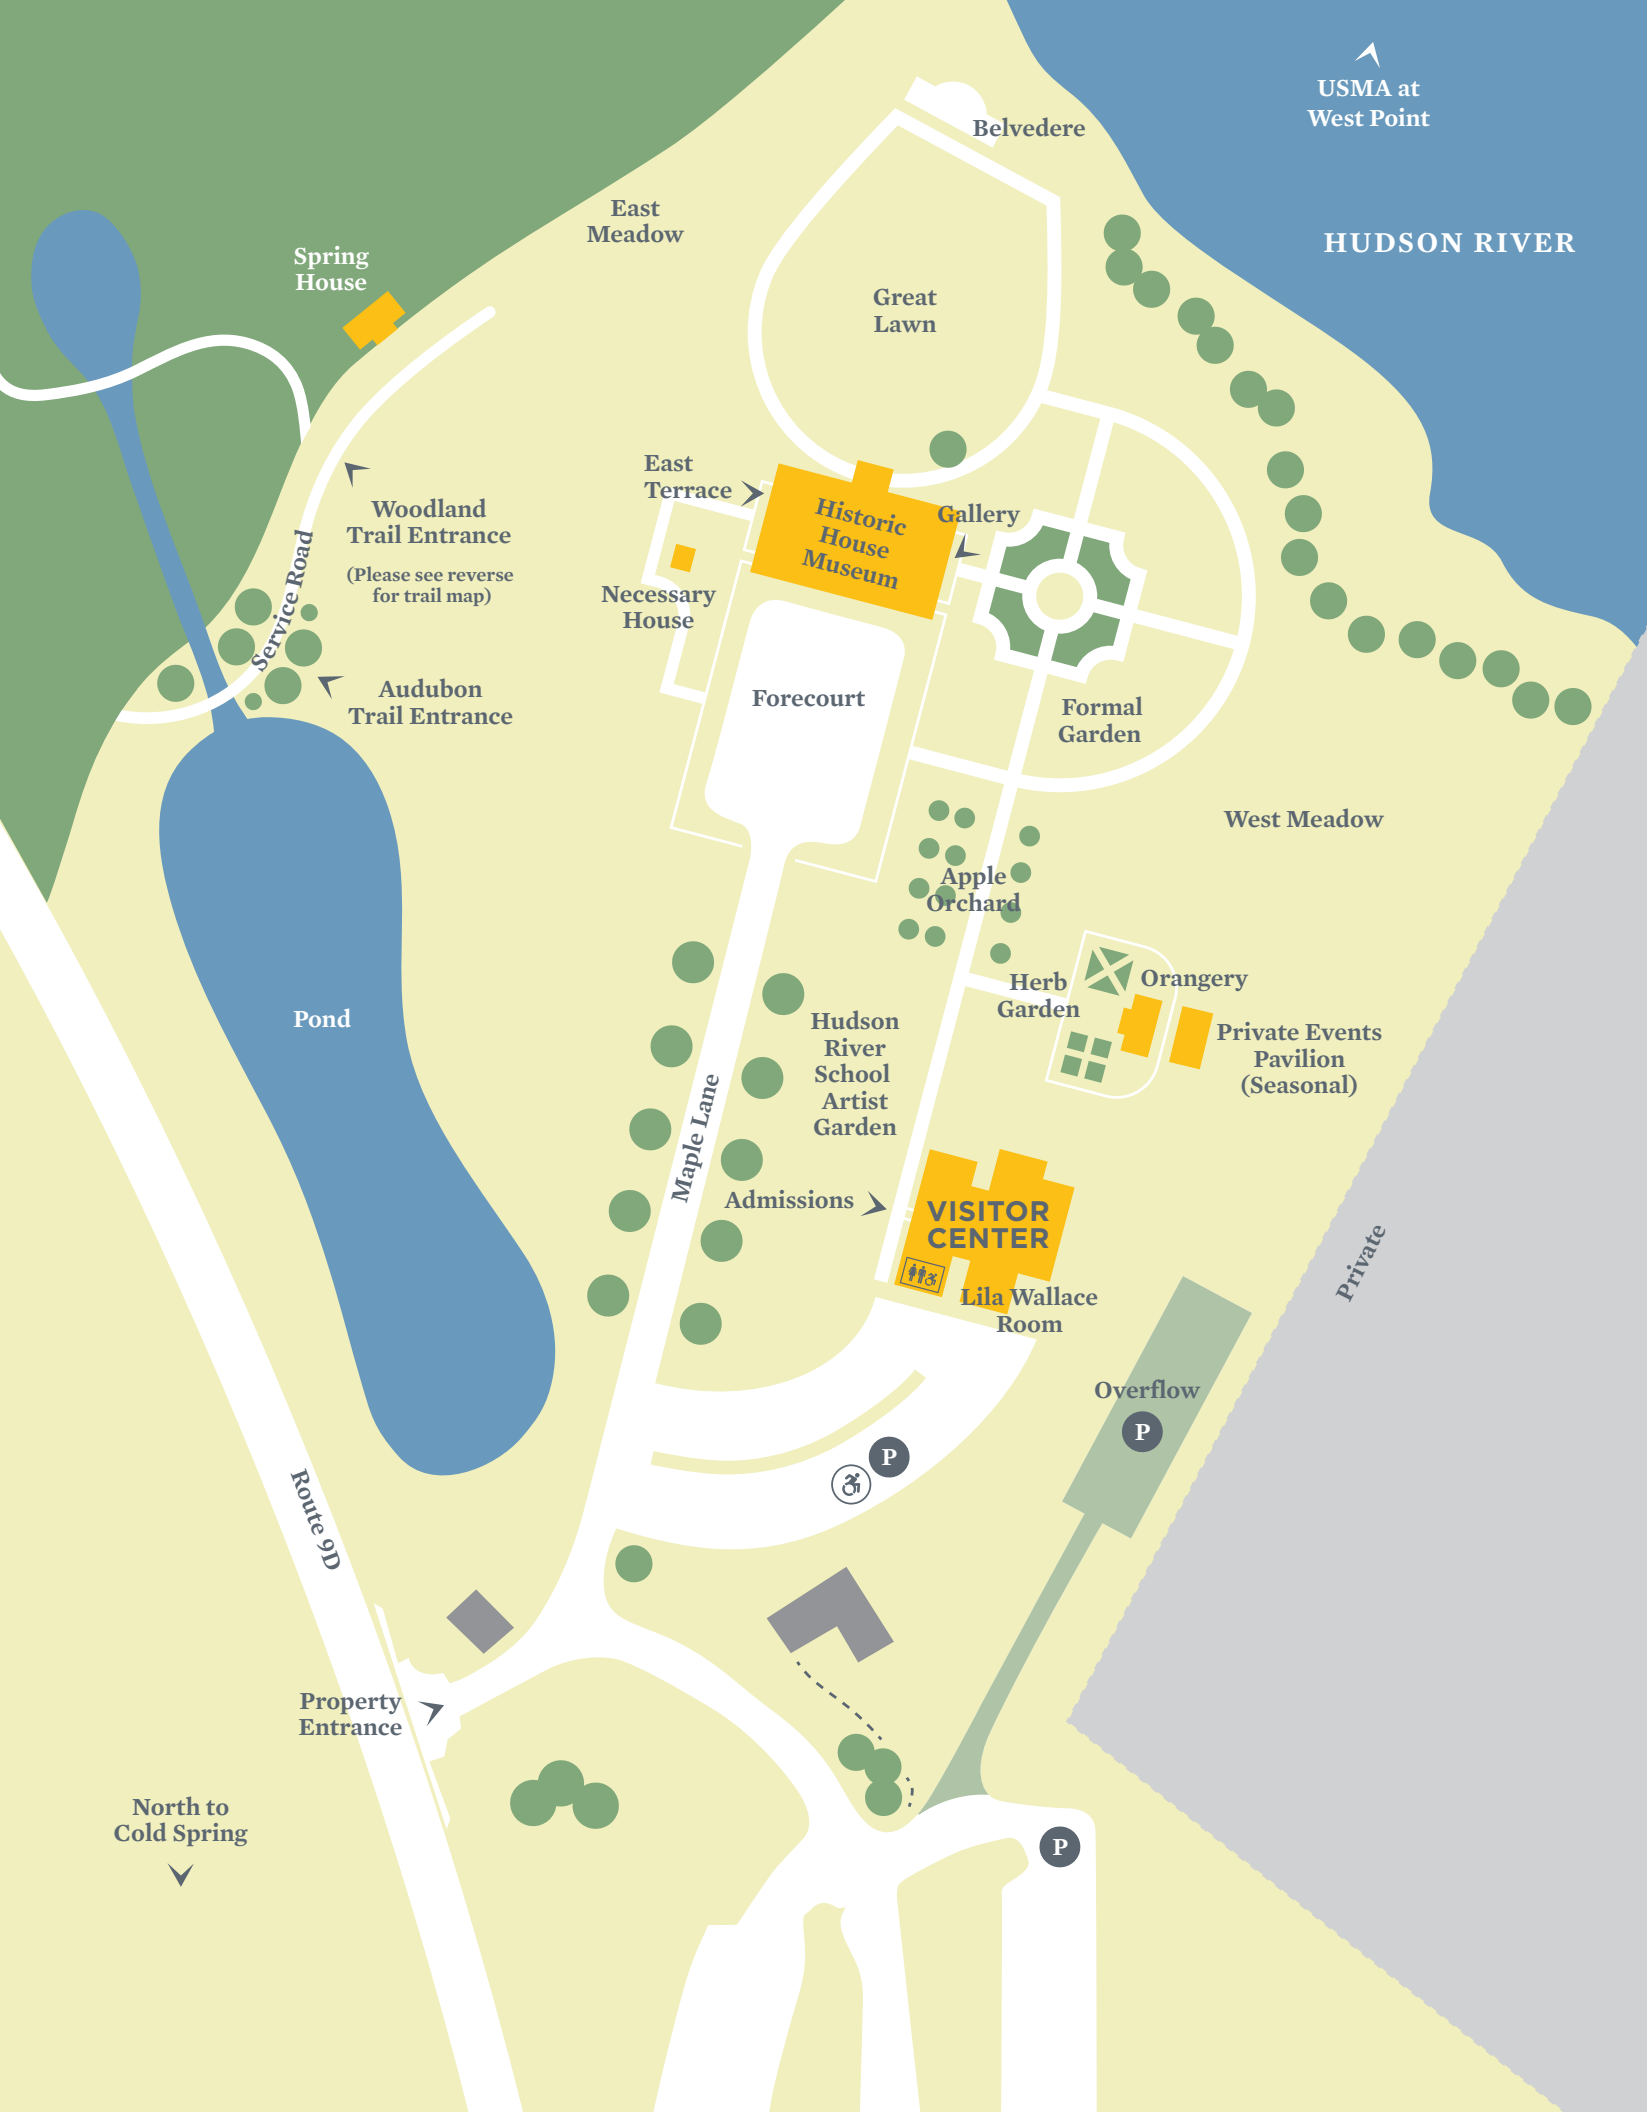 USMA at
West Point
Belvedere
East
Meadow
HUDSON RIVER
Spring
House
Great
Lawn
East
Terrace
Historic
House
Museum
Gallery
Woodland
Trail Entrance
(Please see reverse
for trail map)
Service Road
Necessary
House
Audubon
Trail Entrance
Forecourt
Formal
Garden
West Meadow
Apple
Orchard
Herb
Garden
Orangery
Pond
Hudson
River
School
Artist
Garden
Private Events
Pavilion
(Seasonal)
Maple Lane
Admissions
VISITOR
CENTER
Lila Wallace
Room
Private
Overflow
P
P
Route 9D
Property
Entrance
North to
Cold Spring
P